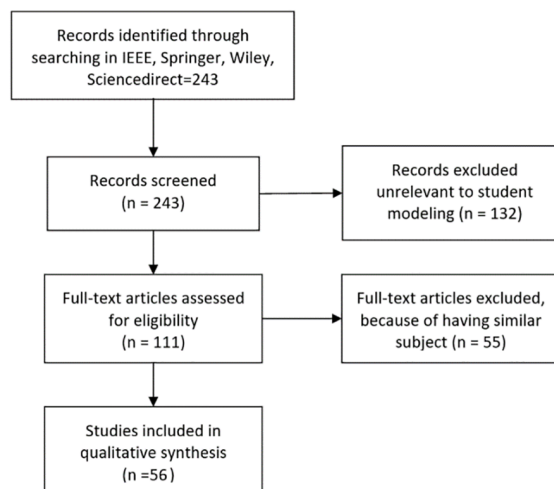 Records identified through
searching in IEEE, Springer, Wiley,
Sciencedirect=243
Records screened
(n = 243)
Records excluded
unrelevant to student
modeling (n = 132)
Full-text articles assessed
for eligibility
(n = 111)
Full-text articles excluded,
because of having similar
subject (n = 55)
Studies included in
qualitative synthesis
(n =56)